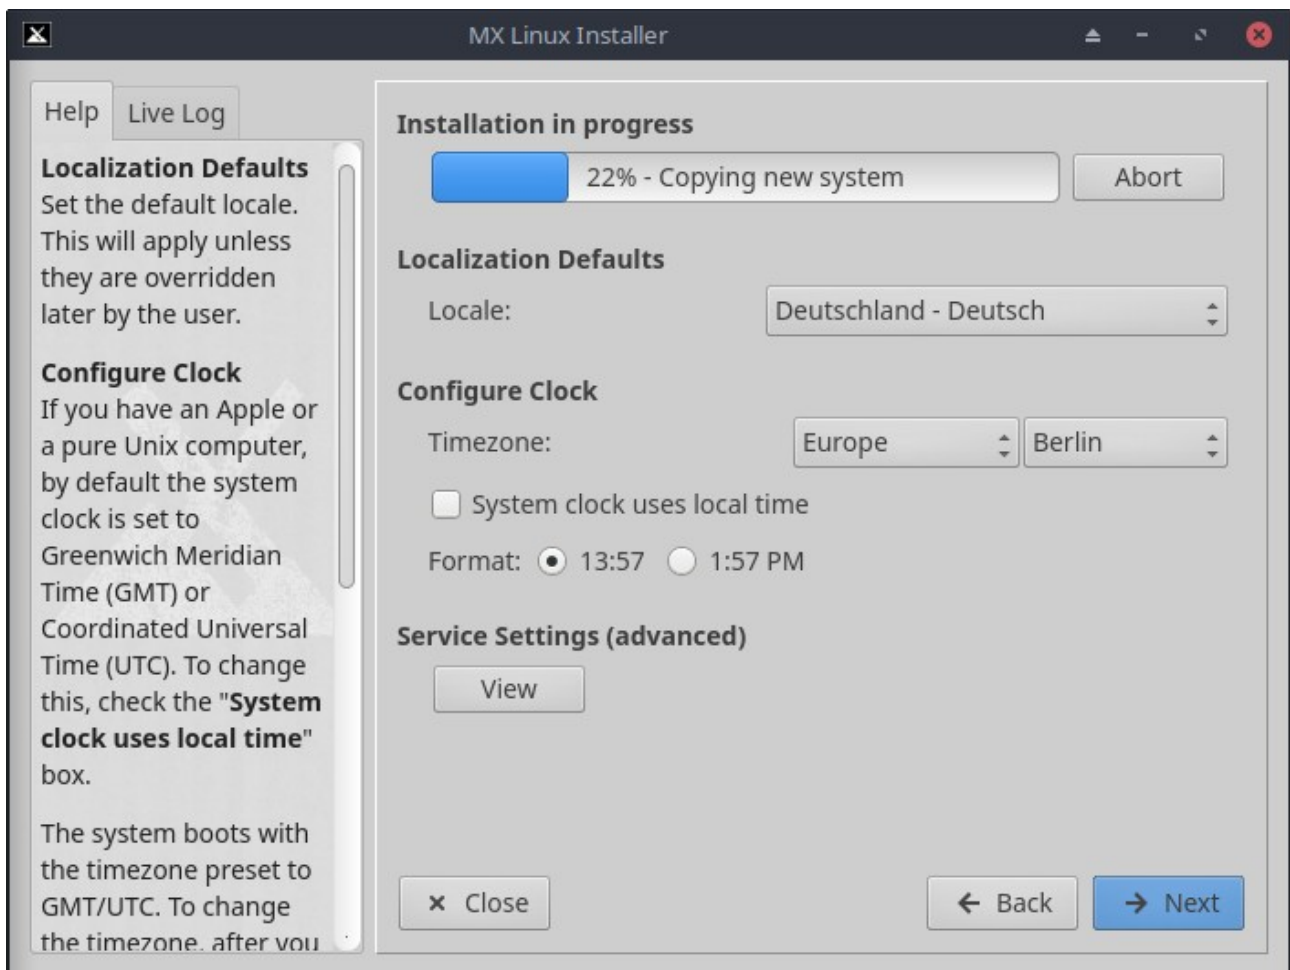 MX Linux Installer
Help
Live Log
Localization Defaults
Set the default locale.
This will apply unless
they are overridden
later by the user.
Configure Clock
If you have an Apple or
a pure Unix computer,
by default the system
clock is set to
Greenwich Meridian
Time (GMT) or
Coordinated Universal
Time (UTC). To change
this, check the "System
clock uses local time"
box.
The system boots with
the timezone preset to
GMT/UTC. To change
the timezone, after you
Installation in progress
22% - Copying new system
Abort
Localization Defaults
Locale: Deutschland - Deutsch
Configure Clock
Timezone: Europe Berlin
System clock uses local time
Format: 13:57 1:57 PM
Service Settings (advanced)
View
Close
Back
Next